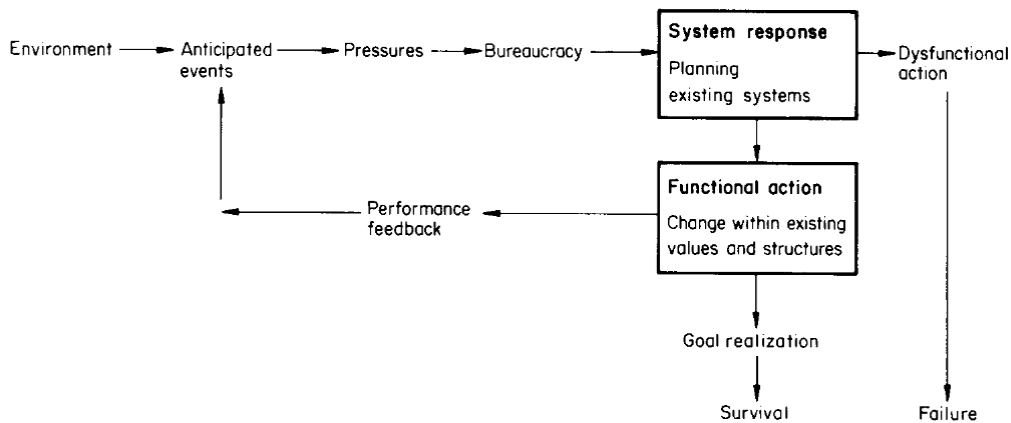 Environment
Anticipated
events
Pressures
Bureaucracy
System response
Planning
existing systems
Dysfunctional
action
Functional action
Change within existing
values and structures
Performance
feedback
Goal realization
Survival
Failure